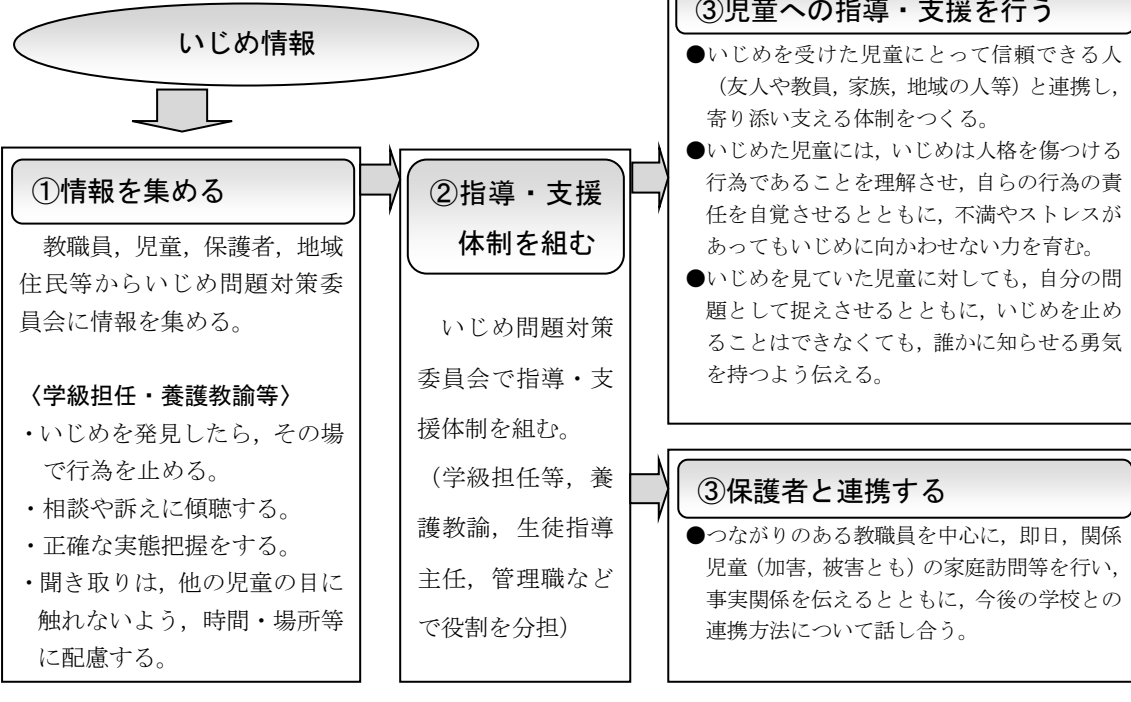 いじめ情報
①情報を集める
教職員，児童，保護者，地域
住民等からいじめ問題対策委
員会に情報を集める。
〈学級担任・養護教諭等〉
・いじめを発見したら，その場
で行為を止める。
・相談や訴えに傾聴する。
・正確な実態把握をする。
・聞き取りは，他の児童の目に
触れないよう，時間・場所等
に配慮する。
②指導・支援
体制を組む
いじめ問題対策
委員会で指導・支
援体制を組む。
（学級担任等，養
護教諭，生徒指導
主任，管理職など
で役割を分担）
③児童への指導・支援を行う
●いじめを受けた児童にとって信頼できる人
（友人や教員，家族，地域の人等）と連携し，
寄り添い支える体制をつくる。
●いじめた児童には，いじめは人格を傷つける
行為であることを理解させ，自らの行為の責
任を自覚させるとともに，不満やストレスが
あってもいじめに向かわせない力を育む。
●いじめを見ていた児童に対しても，自分の問
題として捉えさせるとともに，いじめを止め
ることはできなくても，誰かに知らせる勇気
を持つよう伝える。
③保護者と連携する
●つながりのある教職員を中心に，即日，関係
児童（加害，被害とも）の家庭訪問等を行い，
事実関係を伝えるとともに，今後の学校との
連携方法について話し合う。